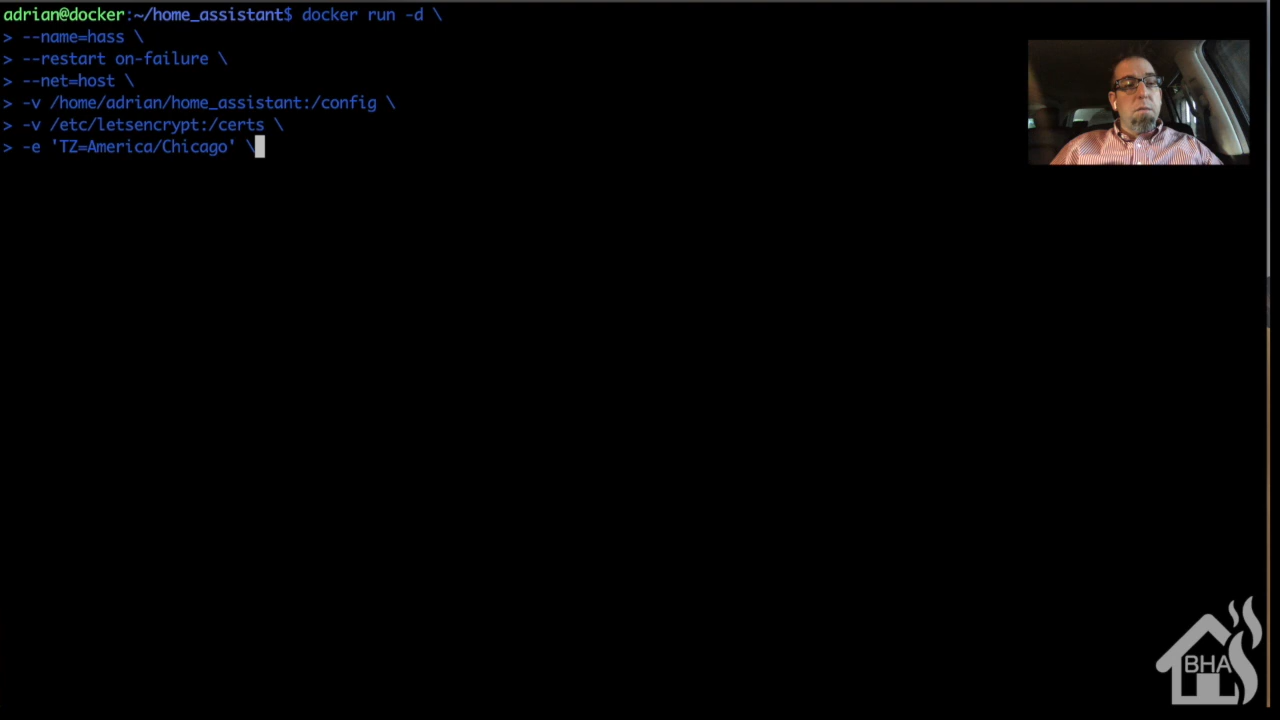 adrian@docker:~/home_assistant$ docker run -d \
> --name=hass \
> --restart on-failure \
> --net=host \
> -v /home/adrian/home_assistant:/config \
> -v /etc/letsencrypt:/certs \
> -e 'TZ=America/Chicago' \
BHA